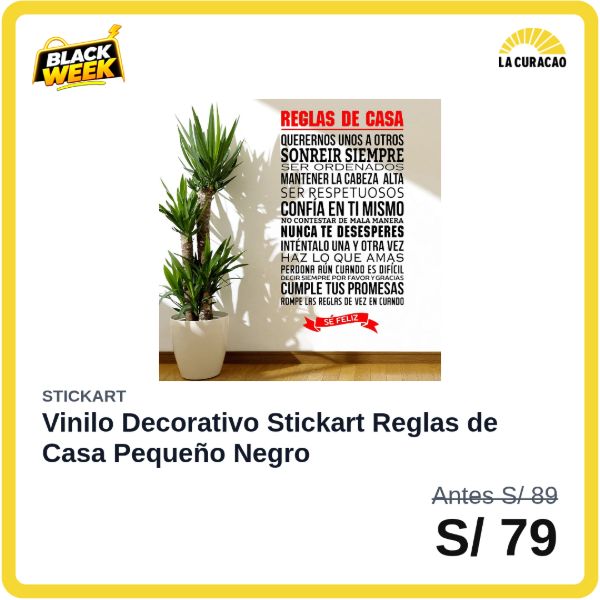 BLACK
WEEK
LA CURACAO
REGLAS DE CASA
QUERERNOS UNOS A OTROS
SONREIR SIEMPRE
SER ORDENADOS
MANTENER LA CABEZA ALTA
SER RESPETUOSOS
CONFÍA EN TI MISMO
NO CONTESTAR DE MALA MANERA
NUNCA TE DESESPERES
INTÉNTALO UNA Y OTRA VEZ
HAZ LO QUE AMAS
PERDONA AÚN CUANDO ES DIFÍCIL
DECIR SIEMPRE POR FAVOR Y GRACIAS
CUMPLE TUS PROMESAS
ROMPE LAS REGLAS DE VEZ EN CUANDO
SÉ FELIZ
STICKART
Vinilo Decorativo Stickart Reglas de
Casa Pequeño Negro
Antes S/ 89
S/ 79